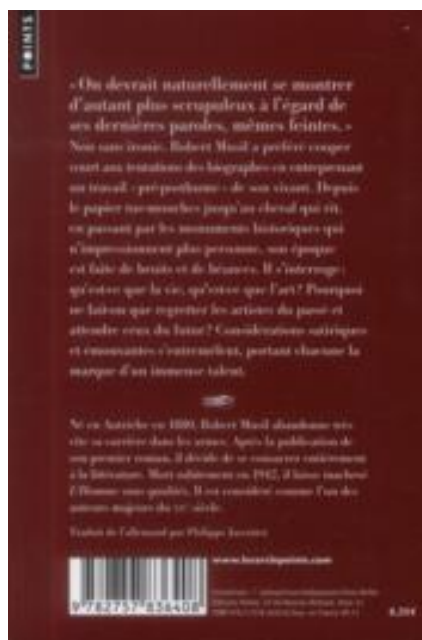 POINTS
« On devrait naturellement se montrer
d'autant plus scrupuleux à l'égard de
ses dernières paroles, mêmes feintes. »
Non sans ironie, Robert Musil a préféré couper
court aux tentations des biographes en entreprenant
un travail « pré-posthume » de son vivant. Depuis
le papier tue-mouches jusqu'au cheval qui rit,
en passant par les monuments historiques qui
n'impressionnent plus personne, son époque
est faite de bruits et de béances. Il s'interroge :
qu'est-ce que la vie, qu'est-ce que l'art ? Pourquoi
ne fait-on que regretter les artistes du passé et
attendre ceux du futur ? Considérations satiriques
et émouvantes s'entremêlent, portant chacune la
marque d'un immense talent.
Né en Autriche en 1880, Robert Musil abandonne très
vite sa carrière dans les armes. Après la publication de
son premier roman, il décide de se consacrer entièrement
à la littérature. Mort subitement en 1942, il laisse inachevé
L'Homme sans qualités. Il est considéré comme l'un des
auteurs majeurs du XXe siècle.
Traduit de l'allemand par Philippe Jaccottet
www.lecerclepoints.com
9 782757 836408